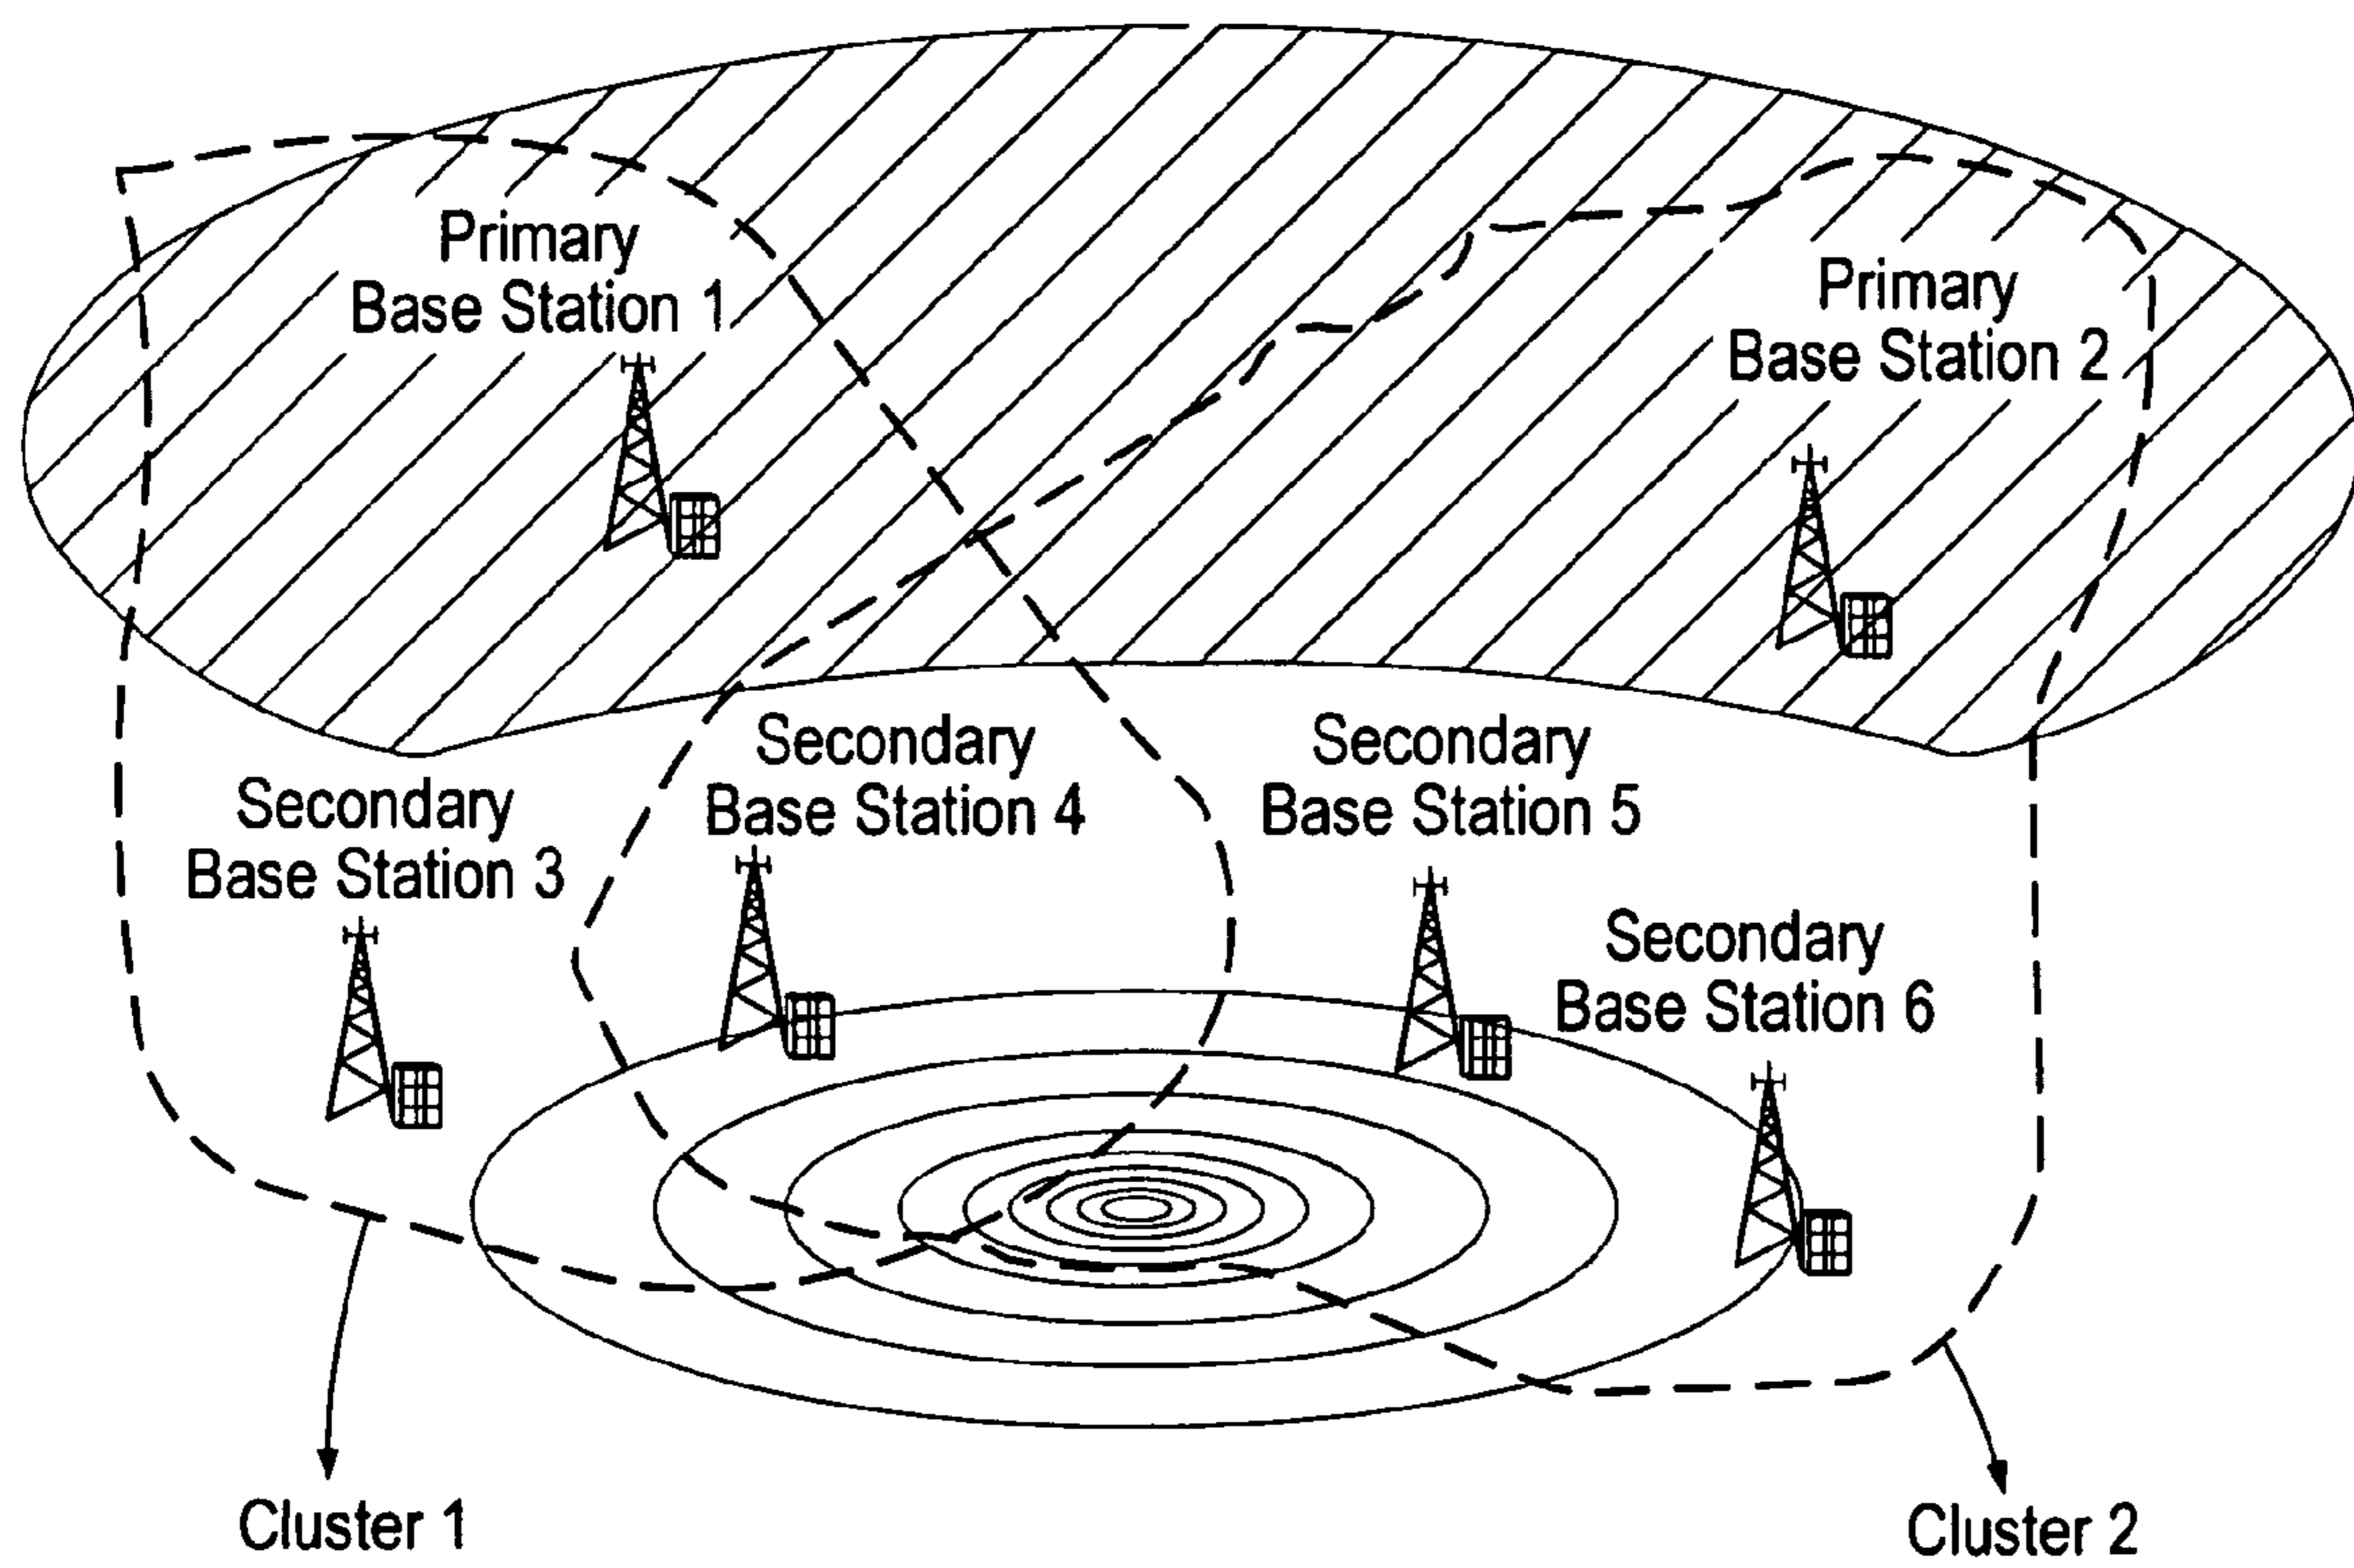 Primary
Base Station 1
Primary
Base Station 2
Secondary
Base Station 3
Secondary
Base Station 4
Secondary
Base Station 5
Secondary
Base Station 6
Cluster 1
Cluster 2